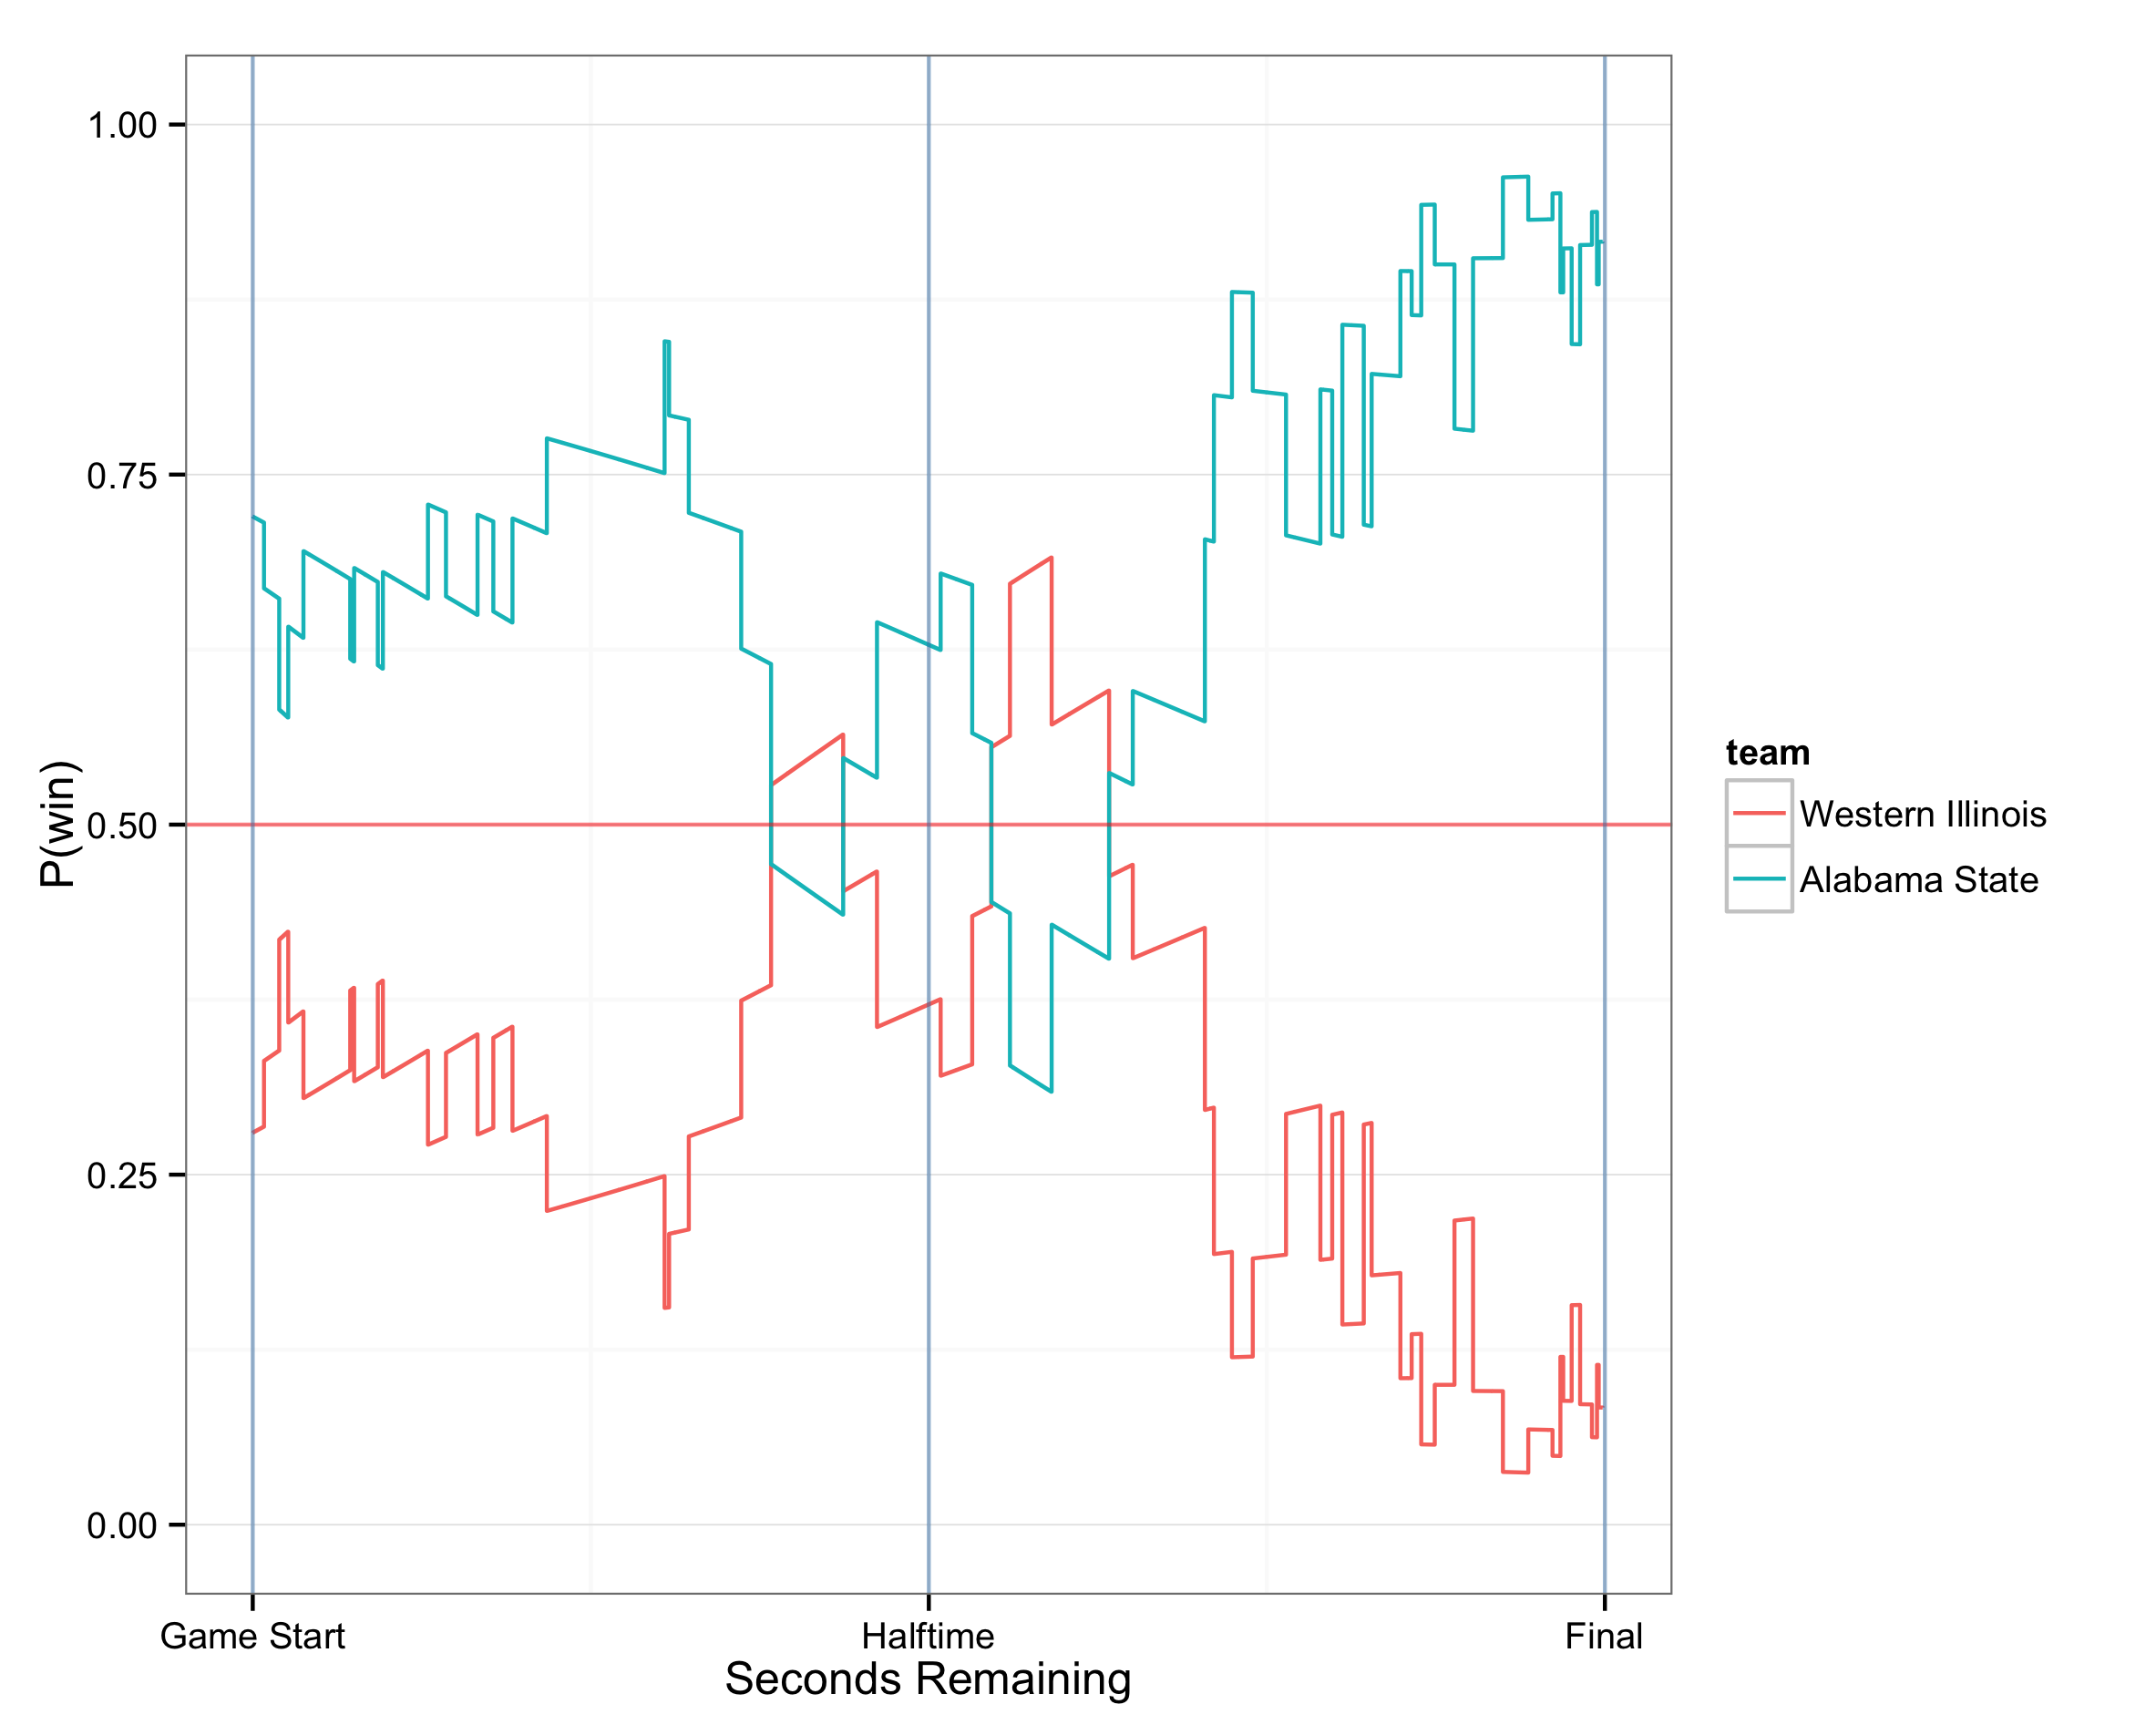 1.00
0.75
0.50
0.25
0.00
P(win)
Game Start
Halftime
Final
Seconds Remaining
team
Western Illinois
Alabama State